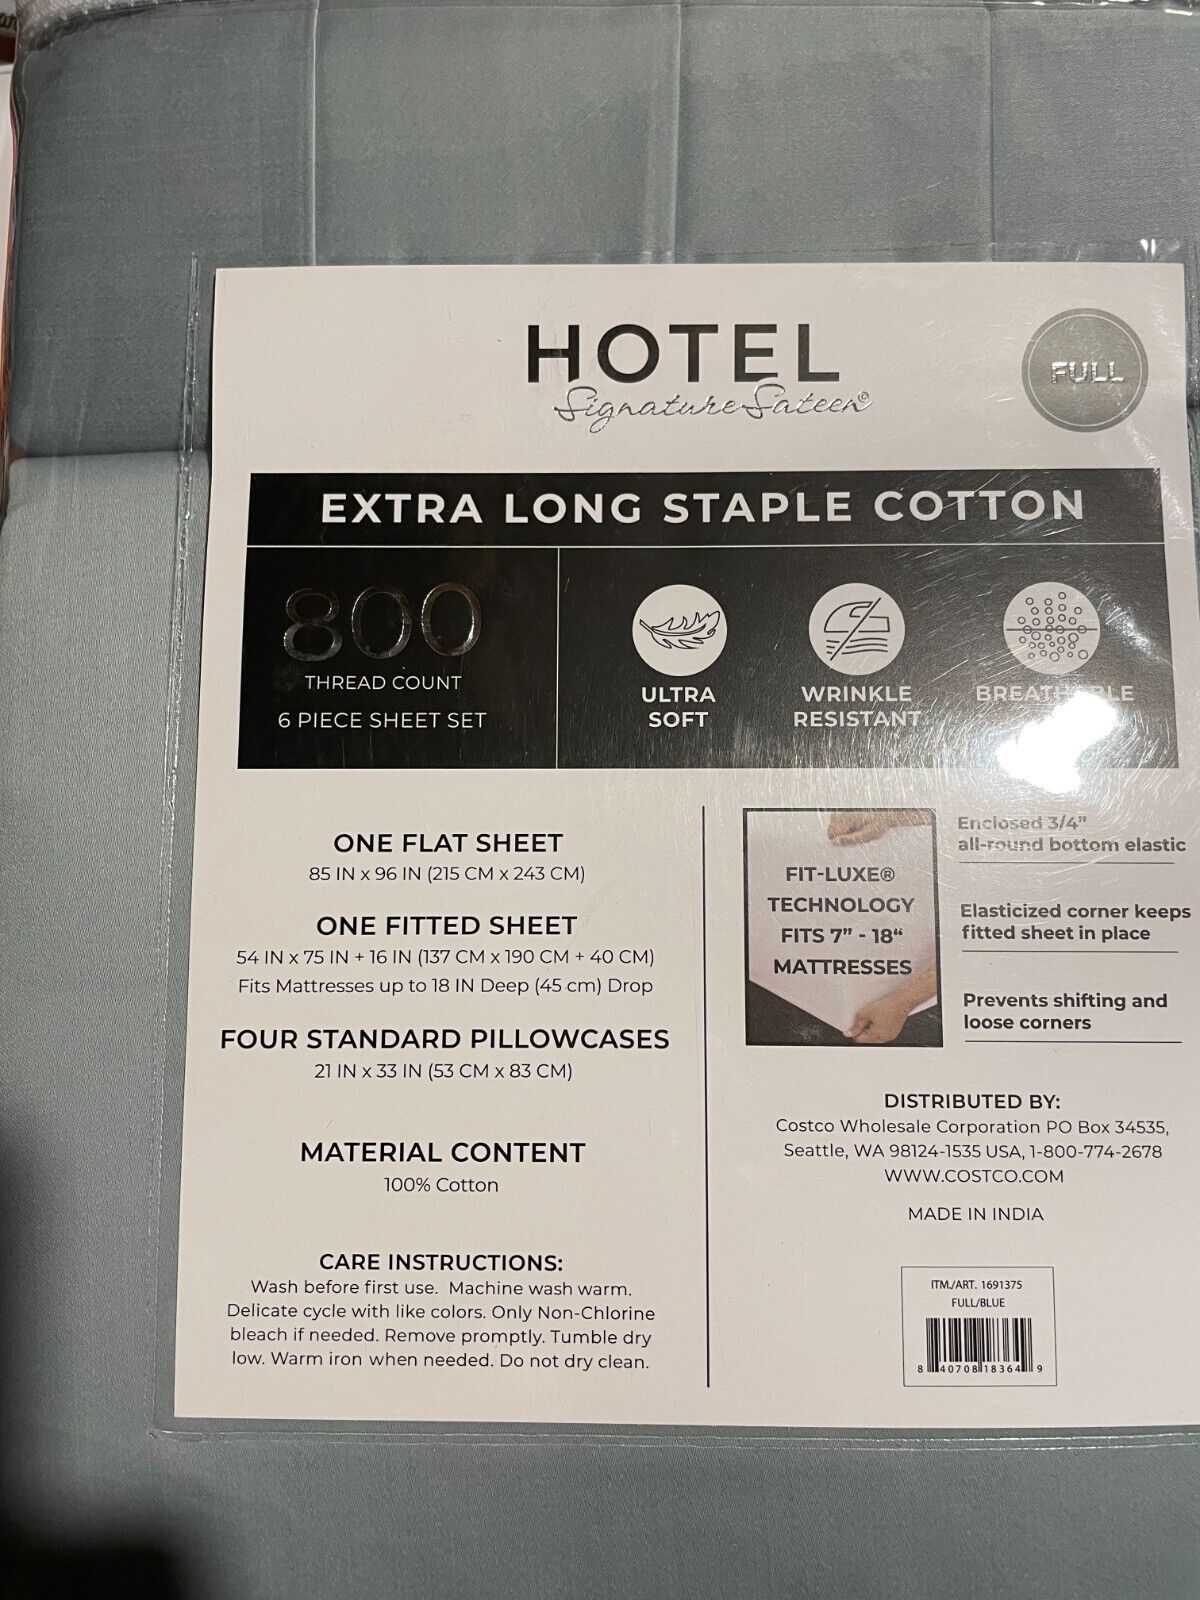 HOTEL
Signature Sateen®
FULL
EXTRA LONG STAPLE COTTON
800
THREAD COUNT
6 PIECE SHEET SET
ULTRA
SOFT
WRINKLE
RESISTANT
BREATHABLE
ONE FLAT SHEET
85 IN x 96 IN (215 CM x 243 CM)
ONE FITTED SHEET
54 IN x 75 IN + 16 IN (137 CM x 190 CM + 40 CM)
Fits Mattresses up to 18 IN Deep (45 cm) Drop
FOUR STANDARD PILLOWCASES
21 IN x 33 IN (53 CM x 83 CM)
MATERIAL CONTENT
100% Cotton
CARE INSTRUCTIONS:
Wash before first use. Machine wash warm.
Delicate cycle with like colors. Only Non-Chlorine
bleach if needed. Remove promptly. Tumble dry
low. Warm iron when needed. Do not dry clean.
FIT-LUXE®
TECHNOLOGY
FITS 7” - 18“
MATTRESSES
Enclosed 3/4”
all-round bottom elastic
Elasticized corner keeps
fitted sheet in place
Prevents shifting and
loose corners
DISTRIBUTED BY:
Costco Wholesale Corporation PO Box 34535,
Seattle, WA 98124-1535 USA, 1-800-774-2678
WWW.COSTCO.COM
MADE IN INDIA
ITM./ART. 1691375
FULL/BLUE
8 40708 18364 9